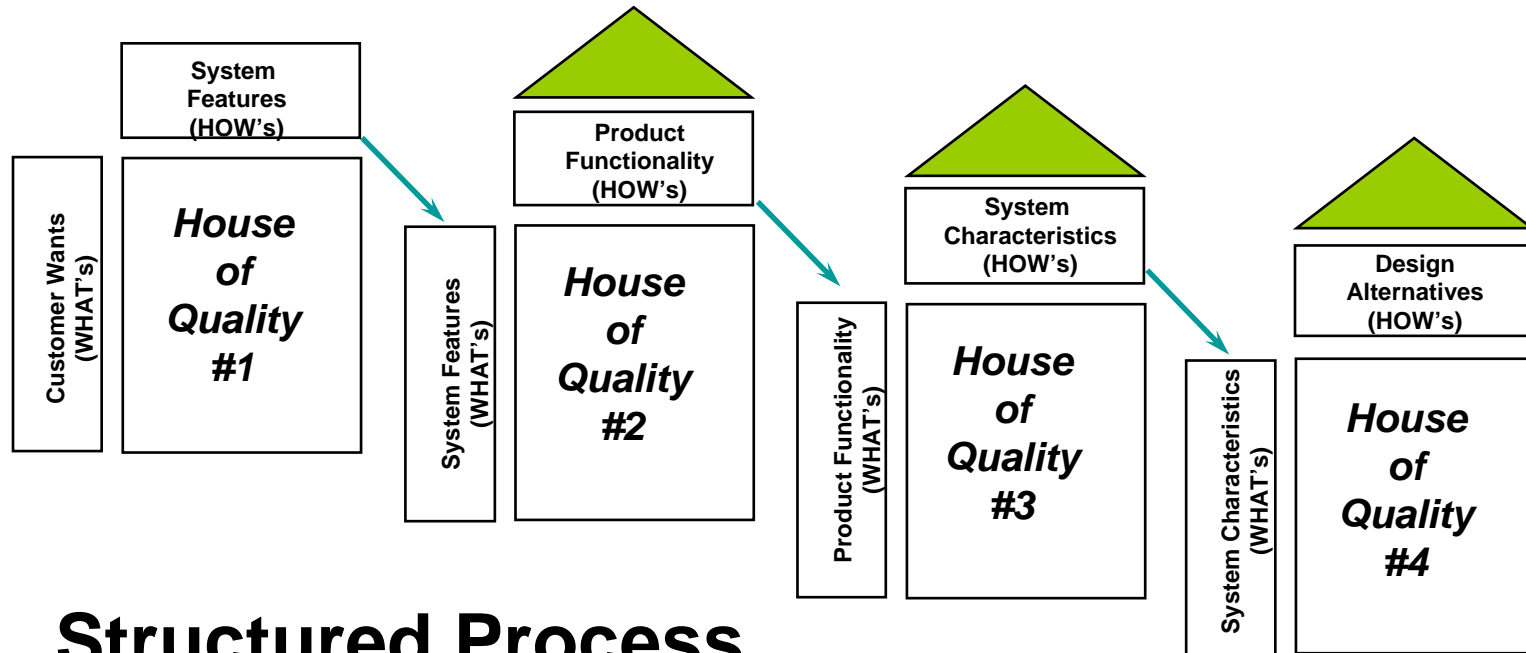 System
Features
(HOW's)
Customer Wants
(WHAT's)
House
of
Quality
#1
Product
Functionality
(HOW's)
System Features
(WHAT's)
House
of
Quality
#2
System
Characteristics
(HOW's)
Product Functionality
(WHAT's)
House
of
Quality
#3
Design
Alternatives
(HOW's)
System Characteristics
(WHAT's)
House
of
Quality
#4
Structured Process